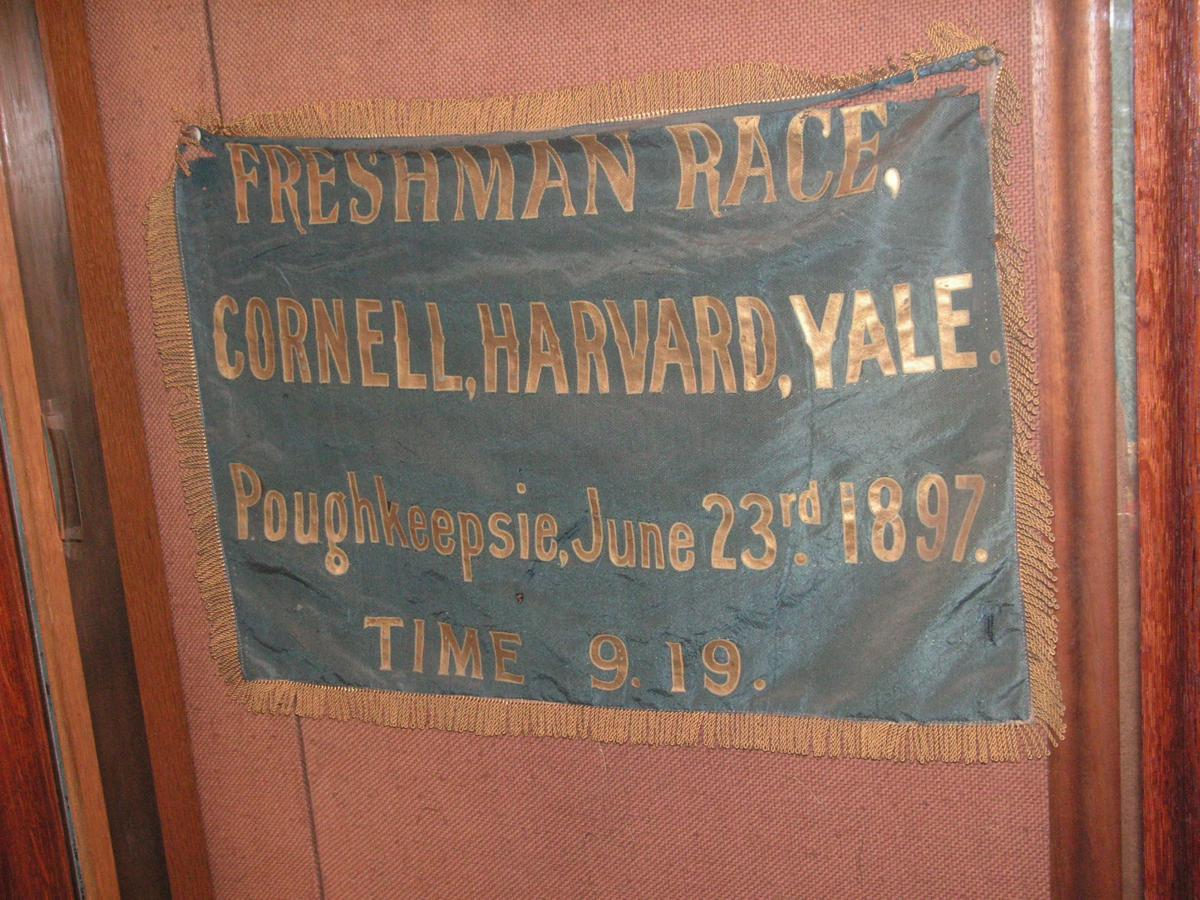 FRESHMAN RACE,
CORNELL, HARVARD, YALE.
Poughkeepsie, June 23rd. 1897.
TIME 9.19.